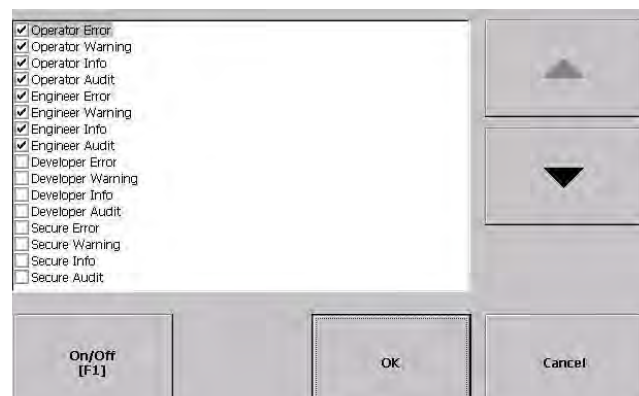 Operator Error
Operator Warning
Operator Info
Operator Audit
Engineer Error
Engineer Warning
Engineer Info
Engineer Audit
Developer Error
Developer Warning
Developer Info
Developer Audit
Secure Error
Secure Warning
Secure Info
Secure Audit
On/Off
[F1]
OK
Cancel